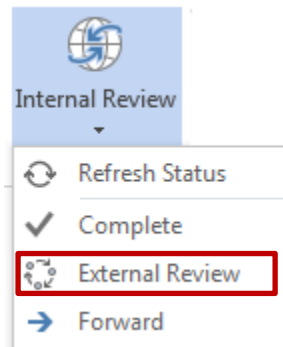 Internal Review
Refresh Status
Complete
External Review
Forward